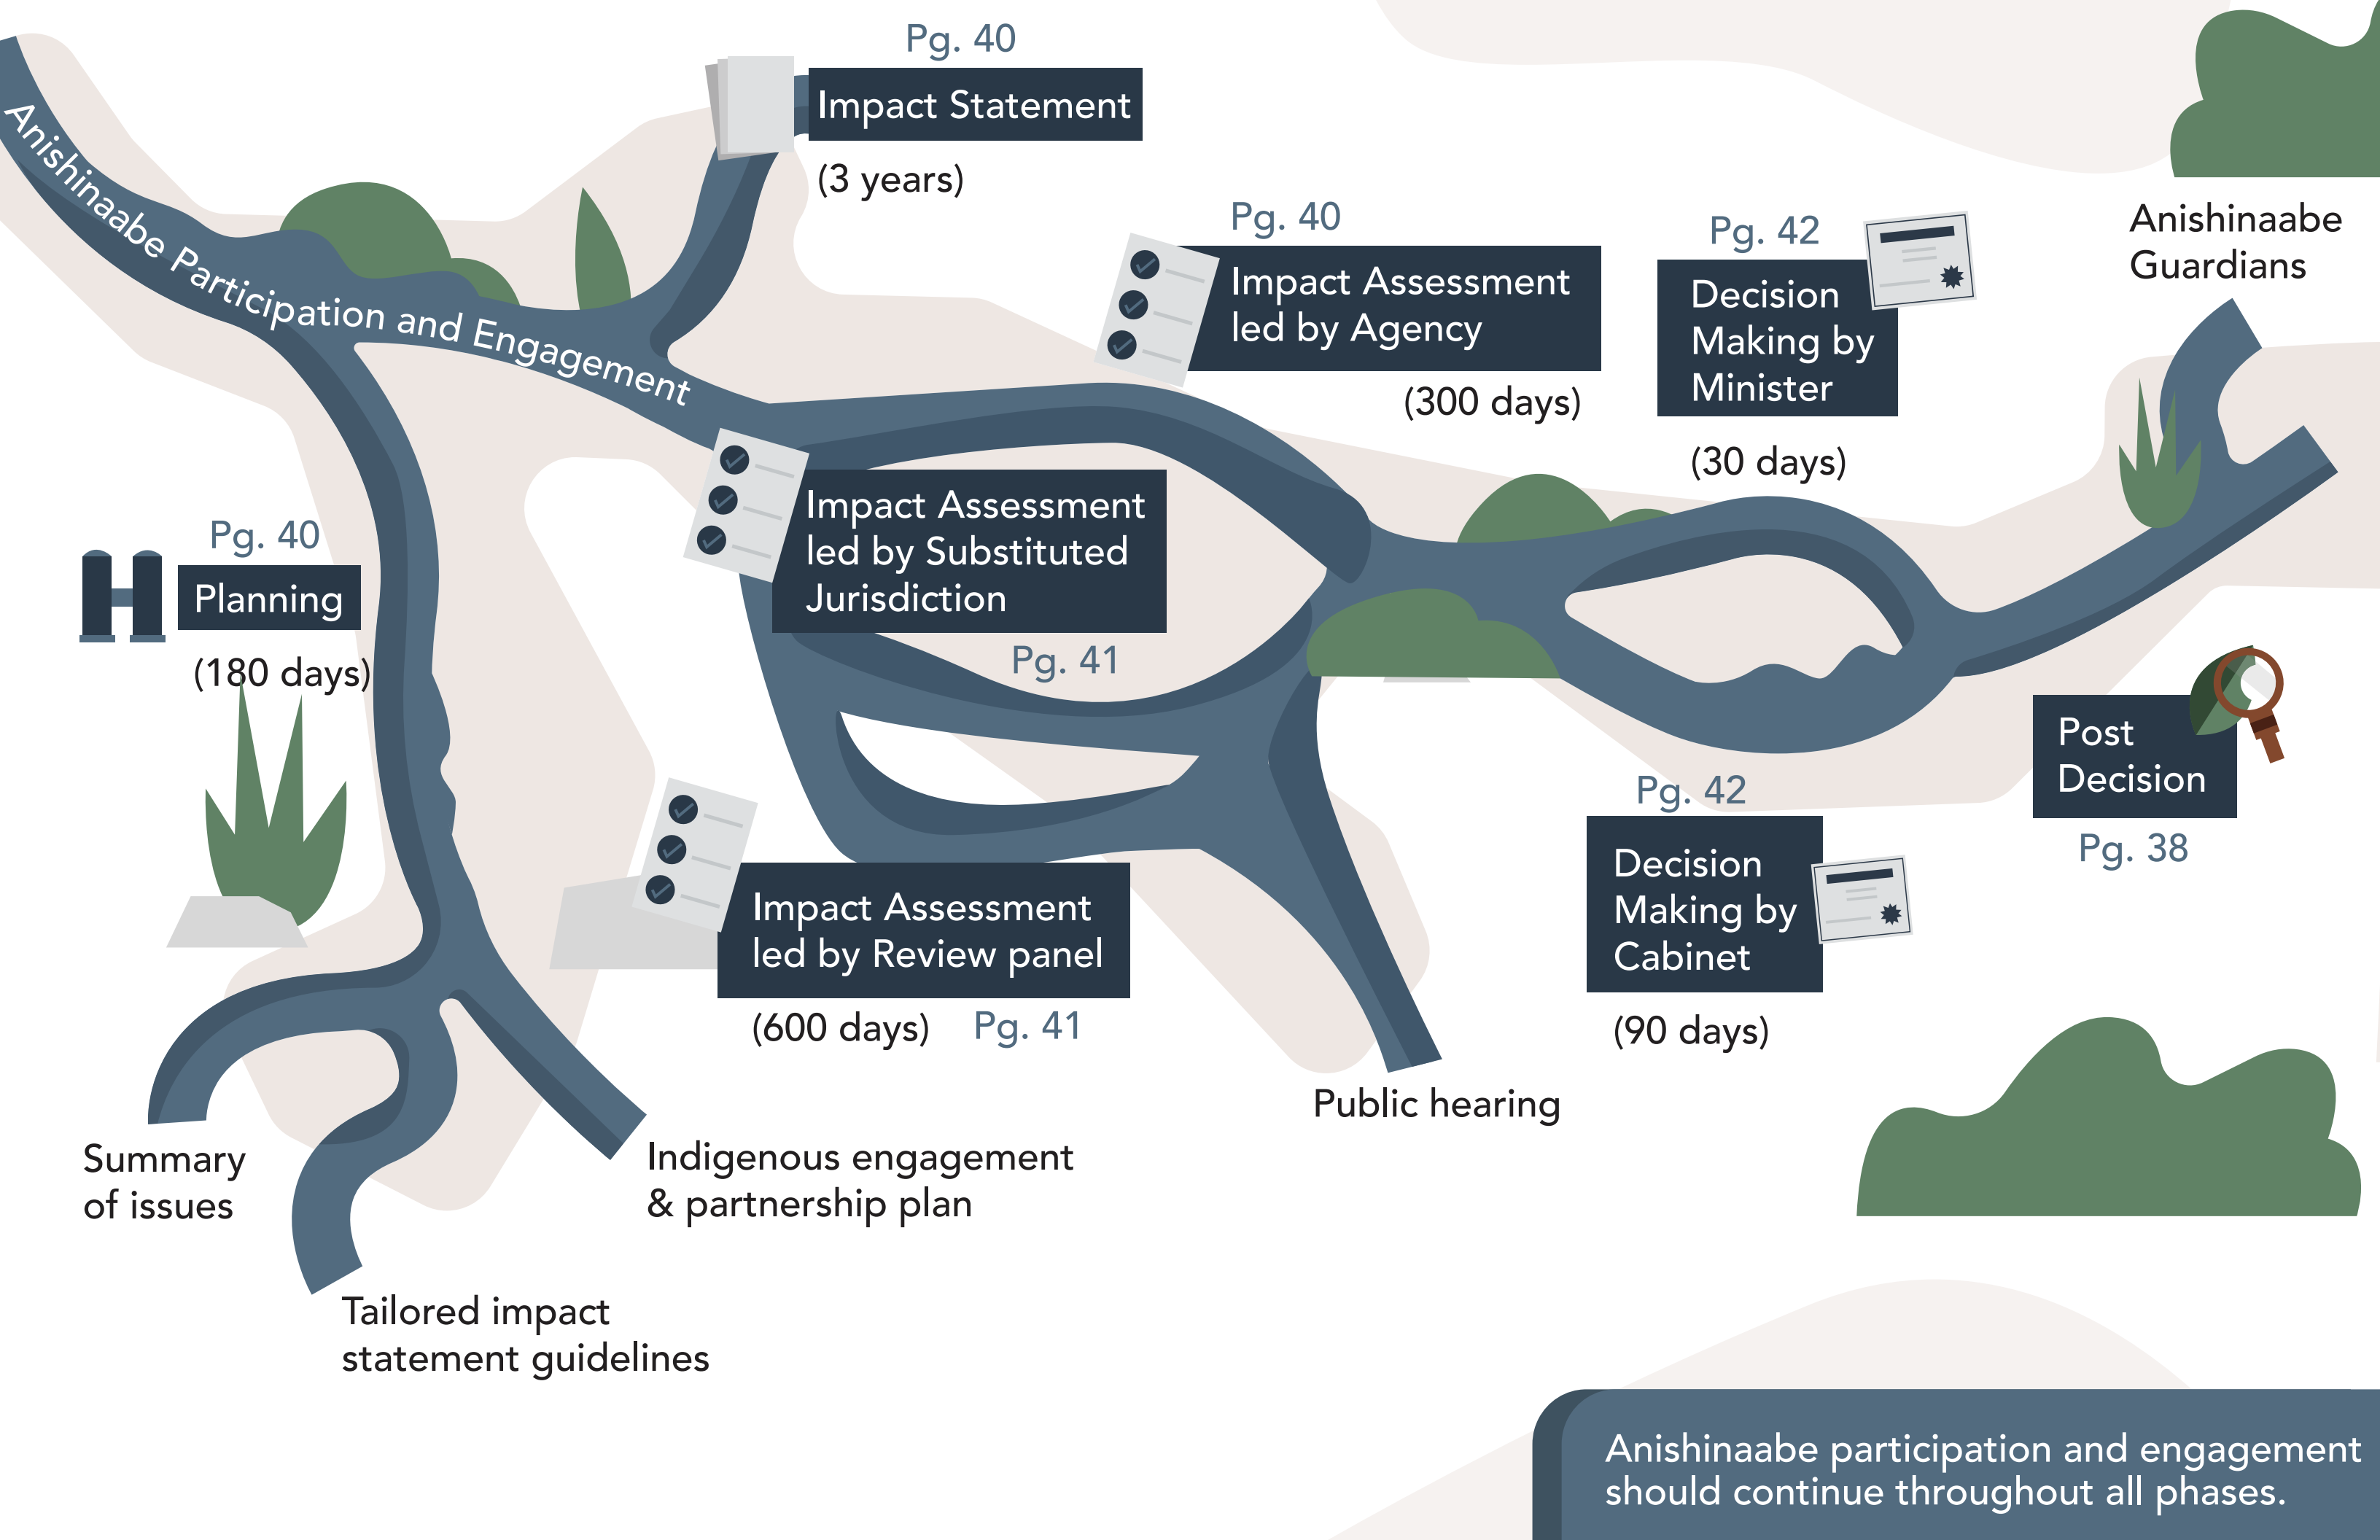 Anishinaabe Participation and Engagement
Pg. 40
Impact Statement
(3 years)
Pg. 40
Impact Assessment
led by Agency
(300 days)
Pg. 42
Decision
Making by
Minister
(30 days)
Anishinaabe
Guardians
Impact Assessment
led by Substituted
Jurisdiction
Pg. 41
Pg. 40
Planning
(180 days)
Post
Decision
Pg. 38
Pg. 42
Decision
Making by
Cabinet
(90 days)
Impact Assessment
led by Review panel
(600 days) Pg. 41
Public hearing
Summary
of issues
Indigenous engagement
& partnership plan
Tailored impact
statement guidelines
Anishinaabe participation and engagement
should continue throughout all phases.